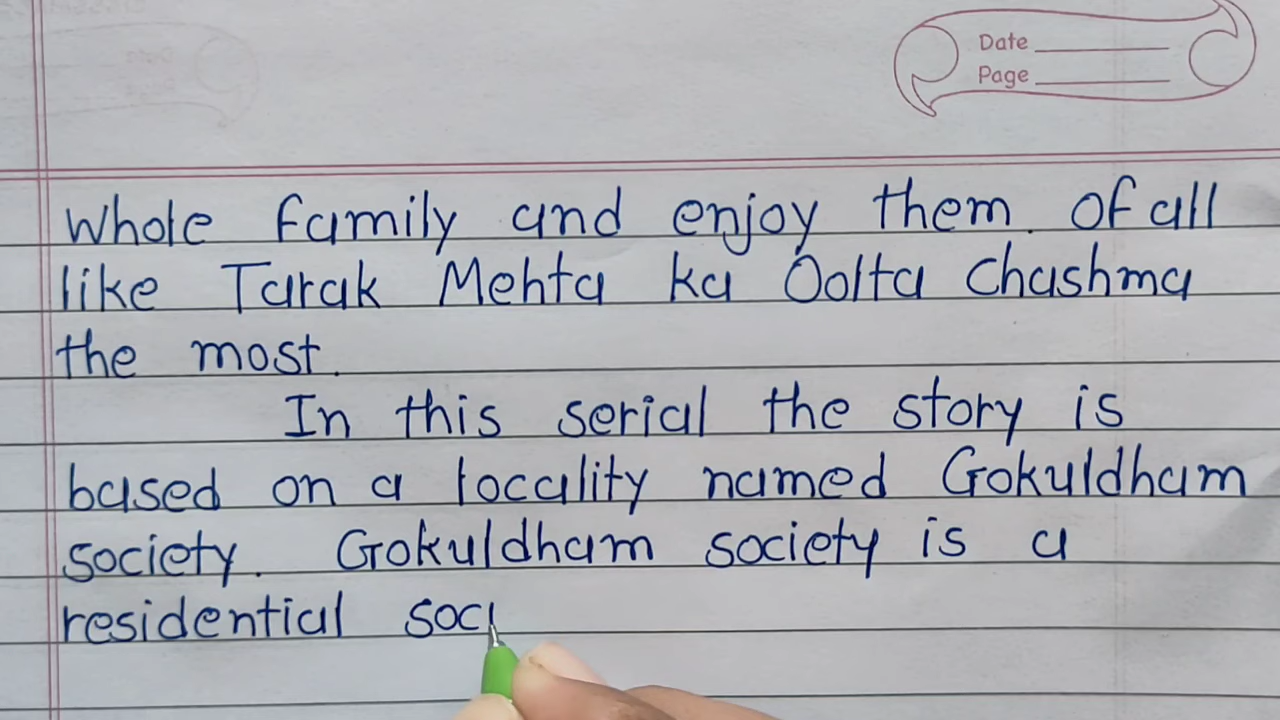 Date
Page
Whole family and enjoy them. Of all
like Tarak Mehta ka Oolta Chashma
the most.
In this serial the story is
based on a locality named Gokuldham
society. Gokuldham society is a
residential soci